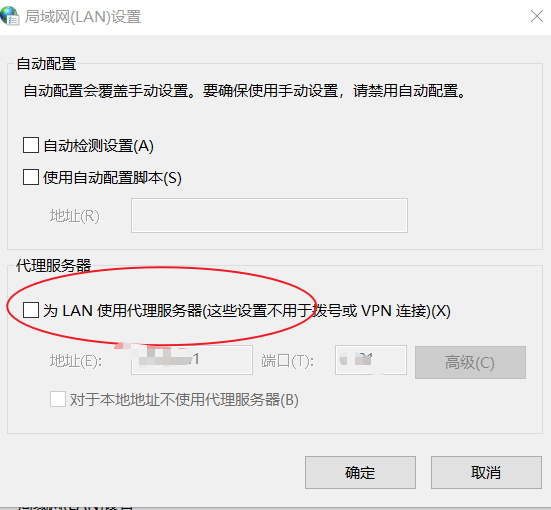 局域网(LAN)设置
自动配置
自动配置会覆盖手动设置。要确保使用手动设置，请禁用自动配置。
自动检测设置(A)
使用自动配置脚本(S)
地址(R)
代理服务器
为 LAN 使用代理服务器(这些设置不用于拨号或 VPN 连接)(X)
地址(E):
端口(T):
高级(C)
对于本地地址不使用代理服务器(B)
确定
取消